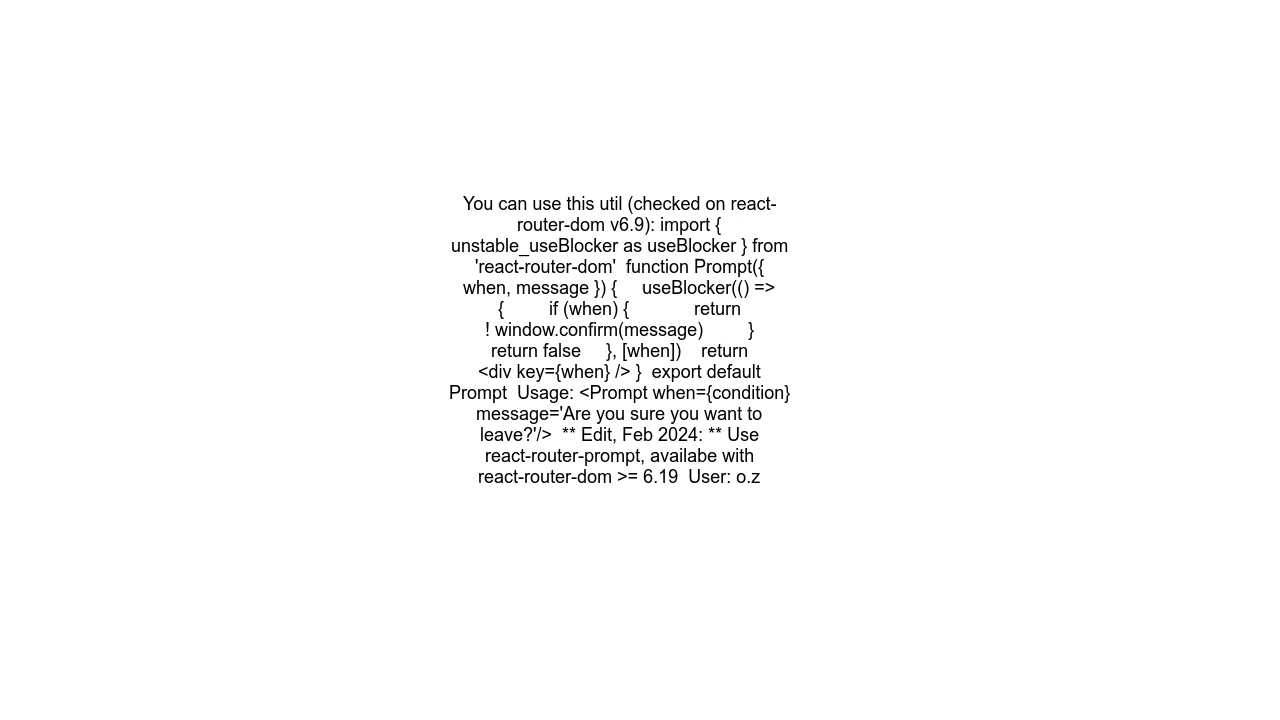 You can use this util (checked on react-
router-dom v6.9): import {
unstable_useBlocker as useBlocker } from
'react-router-dom'  function Prompt({
when, message }) {     useBlocker(() =>
{         if (when) {             return
! window.confirm(message)         }
return false     }, [when])    return
<div key={when} /> }  export default
Prompt  Usage: <Prompt when={condition}
message='Are you sure you want to
leave?'/>  ** Edit, Feb 2024: ** Use
react-router-prompt, availabe with
react-router-dom >= 6.19  User: o.z